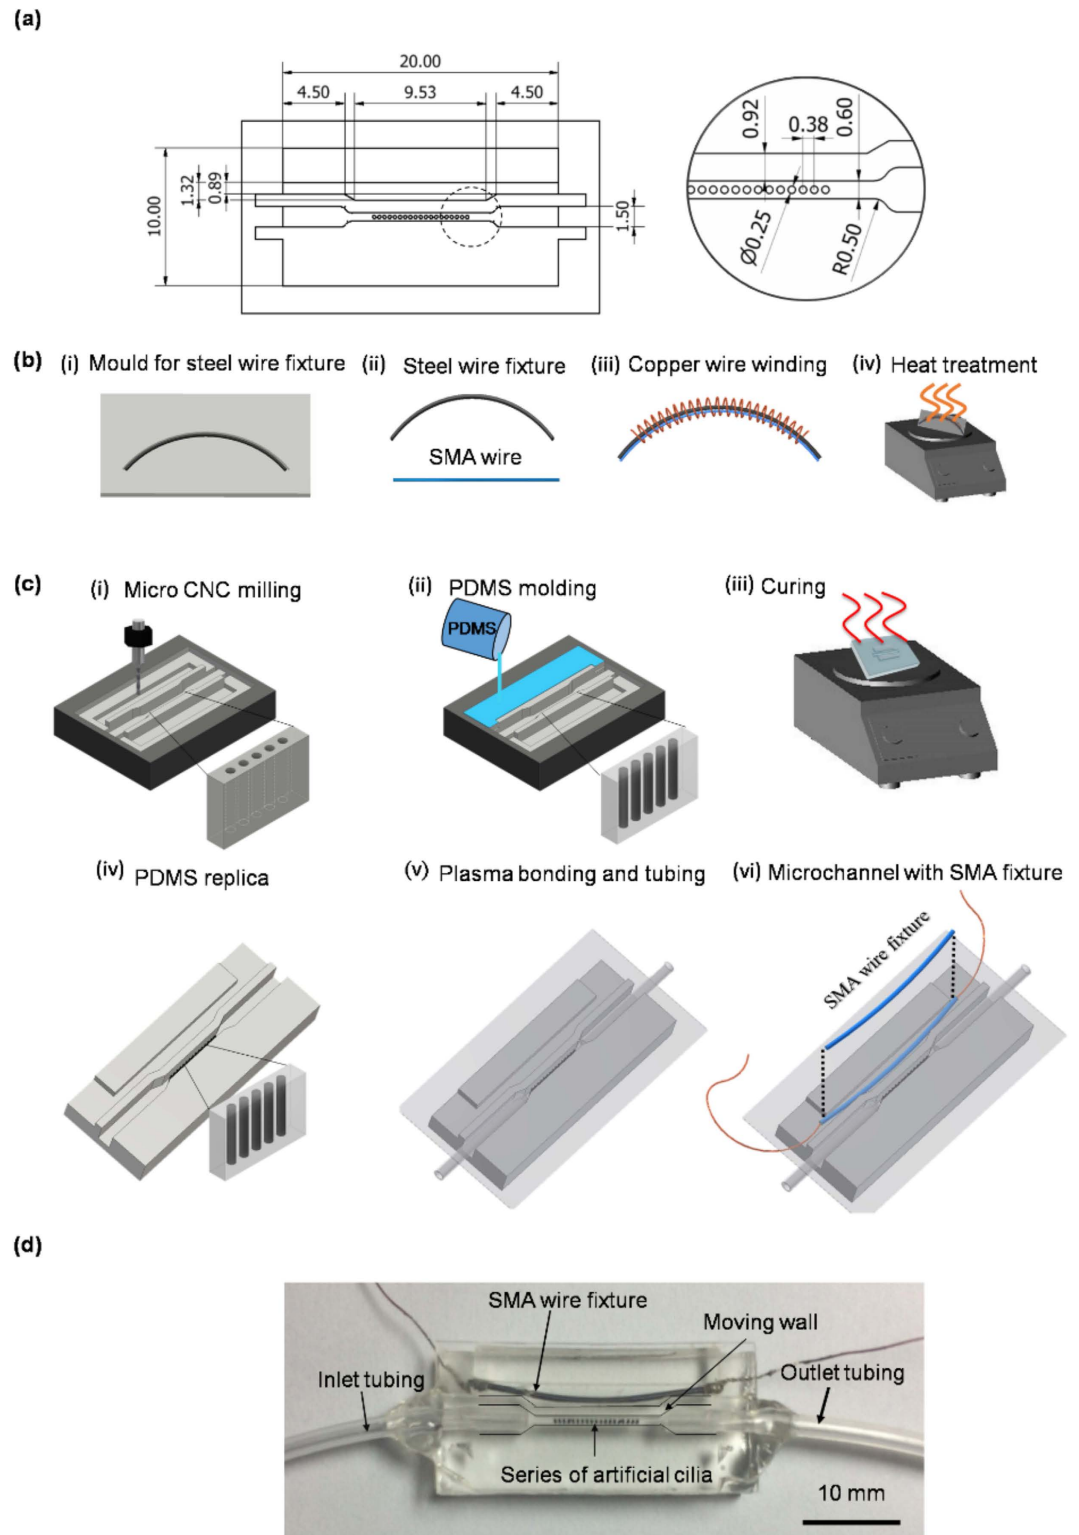 (a)
20.00
4.50 9.53 4.50
10.00
1.32
0.89
1.50
0.92
0.38
0.60
Ø0.25
R0.50
(b)
(i) Mould for steel wire fixture
(ii) Steel wire fixture
SMA wire
(iii) Copper wire winding
(iv) Heat treatment
(c)
(i) Micro CNC milling
(ii) PDMS molding
PDMS
(iii) Curing
(iv) PDMS replica
(v) Plasma bonding and tubing
(vi) Microchannel with SMA fixture
SMA wire fixture
(d)
SMA wire fixture
Moving wall
Inlet tubing
Outlet tubing
Series of artificial cilia
10 mm